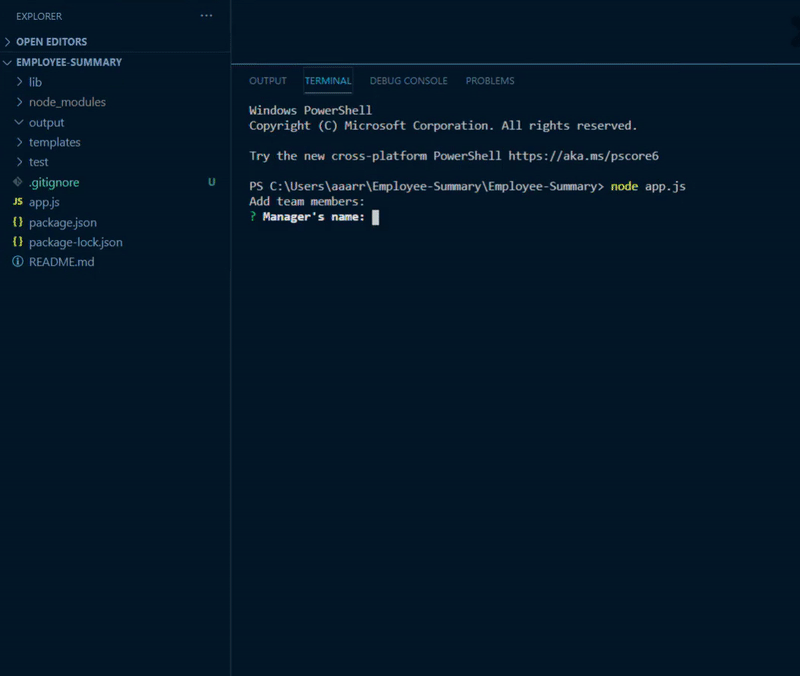 EXPLORER
OPEN EDITORS
EMPLOYEE-SUMMARY
lib
node_modules
output
templates
test
.gitignore U
JS app.js
{} package.json
{} package-lock.json
README.md
OUTPUT TERMINAL DEBUG CONSOLE PROBLEMS
Windows PowerShell
Copyright (C) Microsoft Corporation. All rights reserved.
Try the new cross-platform PowerShell https://aka.ms/pscore6
PS C:\Users\aaarr\Employee-Summary\Employee-Summary> node app.js
Add team members:
? Manager's name: